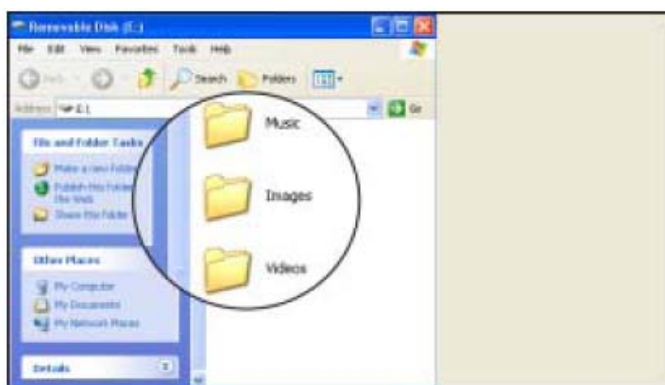 Removable Disk (E:)
File Edit View Favorites Tools Help
Back Search Folders
Address E:\ Go
File and Folder Tasks
Make a new folder
Publish this folder to
the Web
Share this folder
Other Places
My Computer
My Documents
My Network Places
Details
Music
Images
Videos